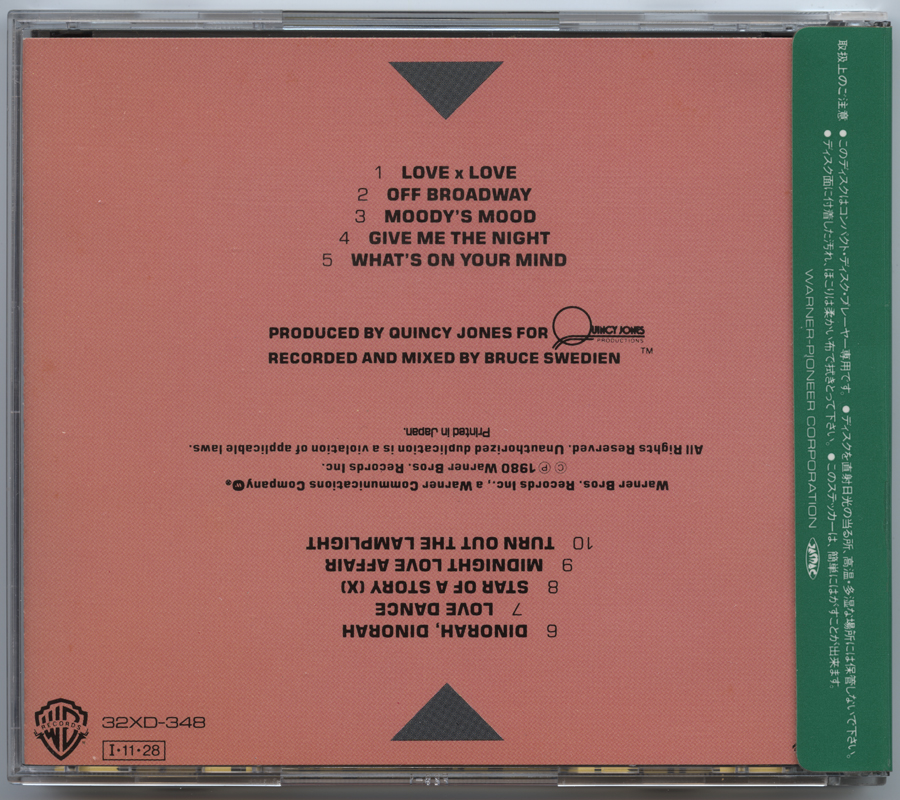 1 LOVE x LOVE
2 OFF BROADWAY
3 MOODY'S MOOD
4 GIVE ME THE NIGHT
5 WHAT'S ON YOUR MIND
PRODUCED BY QUINCY JONES FOR QUINCY JONES PRODUCTIONS TM
RECORDED AND MIXED BY BRUCE SWEDIEN
6 DINORAH, DINORAH
7 LOVE DANCE
8 STAR OF A STORY (X)
9 MIDNIGHT LOVE AFFAIR
10 TURN OUT THE LAMPLIGHT
Warner Bros. Records Inc., a Warner Communications Company ®
© ℗ 1980 Warner Bros. Records Inc.
All Rights Reserved. Unauthorized duplication is a violation of applicable laws.
Printed in Japan.
WB RECORDS
32XD-348
I·11·28
取扱上のご注意 ●このディスクはコンパクト・ディスク・プレーヤー専用です。●ディスクを直射日光の当る所、高温・多湿な場所には保管しないで下さい。
●ディスク面に付着した汚れ、ほこりは柔かい布で拭きとって下さい。●このステッカーは、簡単にはがすことが出来ます。
WARNER-PIONEER CORPORATION JASRAC